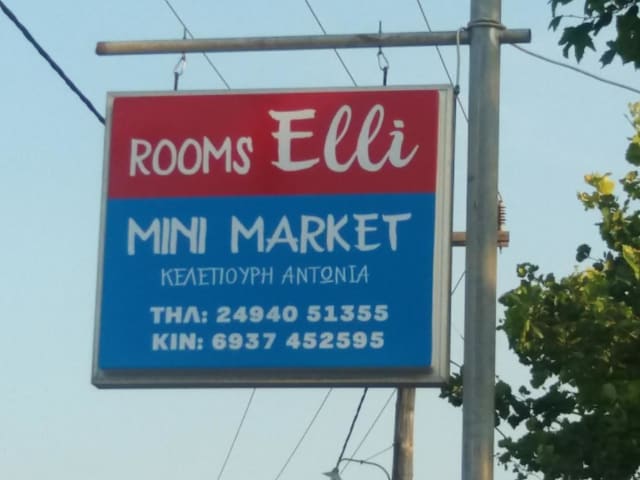 ROOMS Elli
MINI MARKET
ΚΕΛΕΠΟΥΡΗ ΑΝΤΩΝΙΑ
ΤΗΛ: 24940 51355
ΚΙΝ: 6937 452595